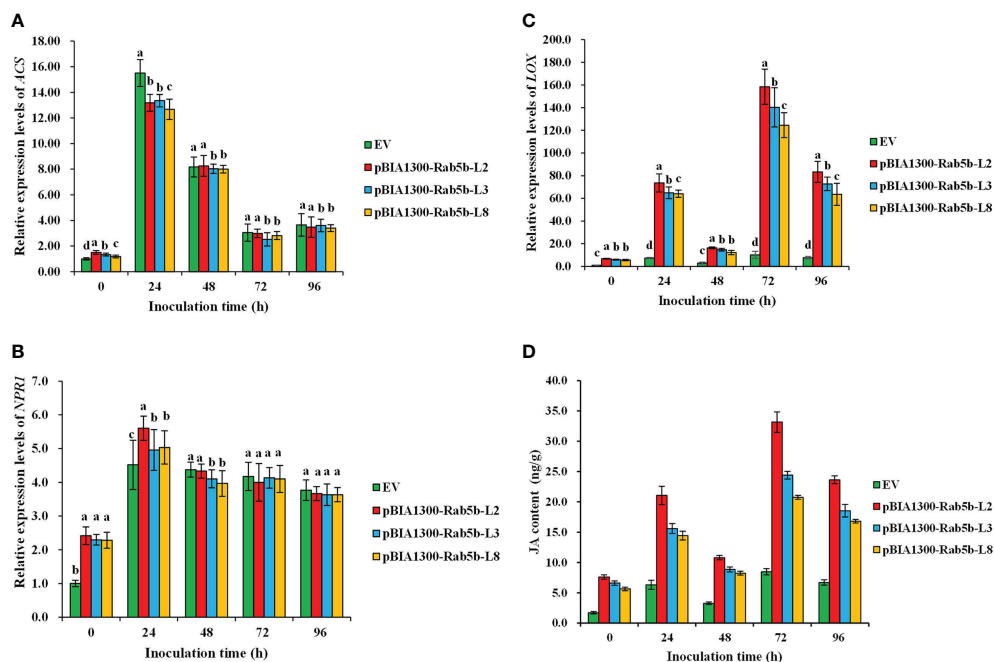 A
Relative expression levels of ACS
18.00
16.00
14.00
12.00
10.00
8.00
6.00
4.00
2.00
0.00
d a b c
a b b c
a a b b
a a b b
a a b b
0 24 48 72 96
Inoculation time (h)
EV
pBIA1300-Rab5b-L2
pBIA1300-Rab5b-L3
pBIA1300-Rab5b-L8
C
Relative expression levels of LOX
200.0
180.0
160.0
140.0
120.0
100.0
80.0
60.0
40.0
20.0
0.0
c a b b
d a b c
c a b c
d a b c
d a b c
0 24 48 72 96
Inoculation time (h)
EV
pBIA1300-Rab5b-L2
pBIA1300-Rab5b-L3
pBIA1300-Rab5b-L8
B
Relative expression levels of NPR1
7.0
6.0
5.0
4.0
3.0
2.0
1.0
0.0
b a a a
c a b b
a a b b
a a a a
a a a a
0 24 48 72 96
Inoculation time (h)
EV
pBIA1300-Rab5b-L2
pBIA1300-Rab5b-L3
pBIA1300-Rab5b-L8
D
JA content (ng/g)
40.0
35.0
30.0
25.0
20.0
15.0
10.0
5.0
0.0
0 24 48 72 96
Inoculation time (h)
EV
pBIA1300-Rab5b-L2
pBIA1300-Rab5b-L3
pBIA1300-Rab5b-L8